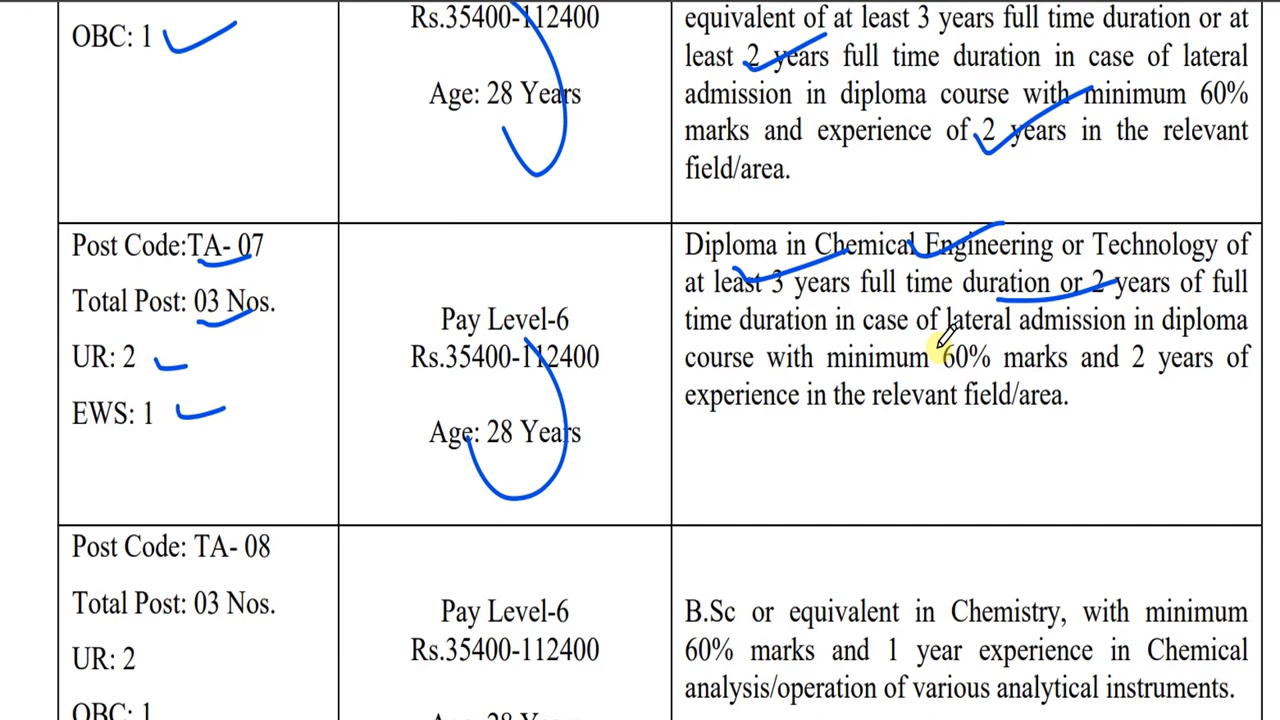 OBC: 1
Rs.35400-112400
Age: 28 Years
equivalent of at least 3 years full time duration or at
least 2 years full time duration in case of lateral
admission in diploma course with minimum 60%
marks and experience of 2 years in the relevant
field/area.
Post Code:TA- 07
Total Post: 03 Nos.
UR: 2
EWS: 1
Pay Level-6
Rs.35400-112400
Age: 28 Years
Diploma in Chemical Engineering or Technology of
at least 3 years full time duration or 2 years of full
time duration in case of lateral admission in diploma
course with minimum 60% marks and 2 years of
experience in the relevant field/area.
Post Code: TA- 08
Total Post: 03 Nos.
UR: 2
OBC: 1
Pay Level-6
Rs.35400-112400
Age: 28 Years
B.Sc or equivalent in Chemistry, with minimum
60% marks and 1 year experience in Chemical
analysis/operation of various analytical instruments.